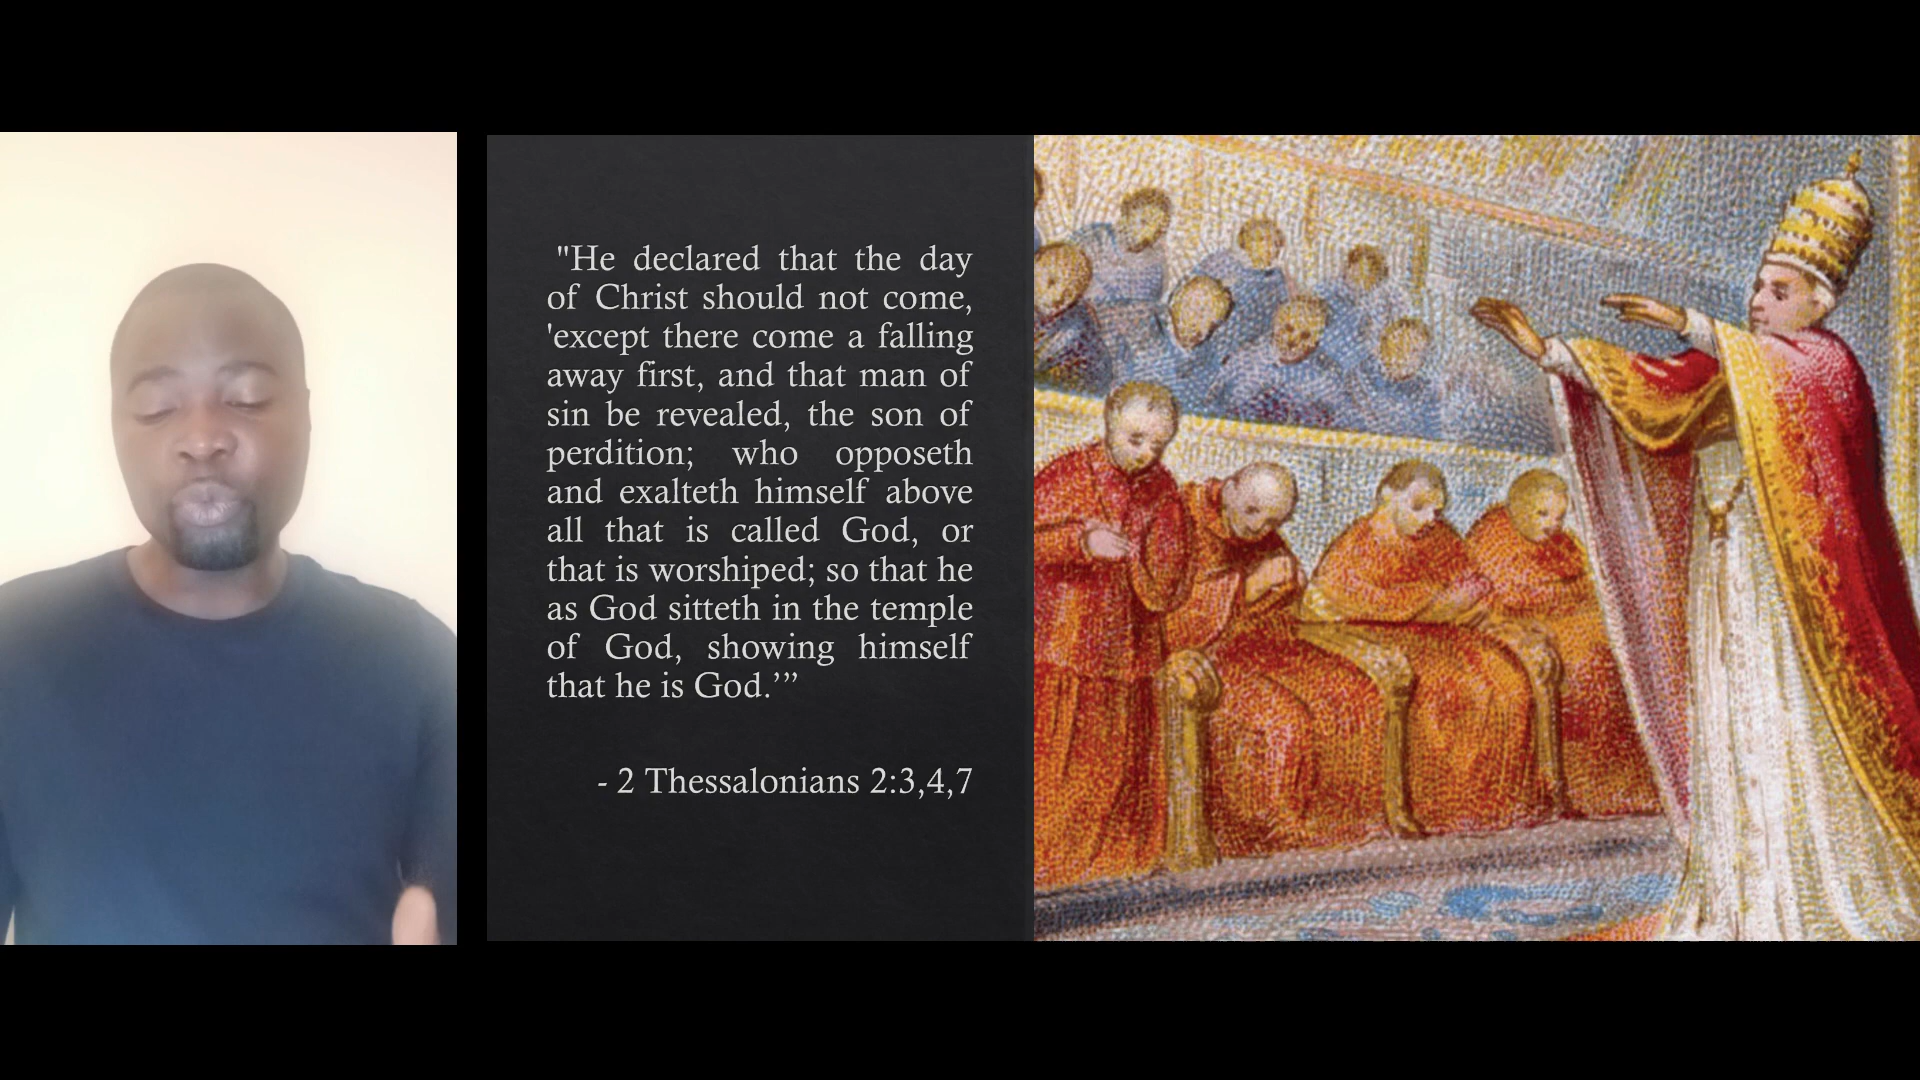 "He declared that the day
of Christ should not come,
'except there come a falling
away first, and that man of
sin be revealed, the son of
perdition; who opposeth
and exalteth himself above
all that is called God, or
that is worshiped; so that he
as God sitteth in the temple
of God, showing himself
that he is God.’”
- 2 Thessalonians 2:3,4,7